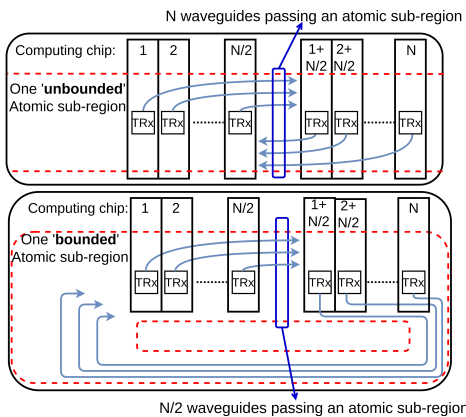 N waveguides passing an atomic sub-region
Computing chip: 1 2 N/2 1+ 2+ N
N/2 N/2
One 'unbounded'
Atomic sub-region
TRx TRx TRx TRx TRx TRx
Computing chip: 1 2 N/2 1+ 2+ N
N/2 N/2
One 'bounded'
Atomic sub-region
TRx TRx TRx TRx TRx TRx
N/2 waveguides passing an atomic sub-region